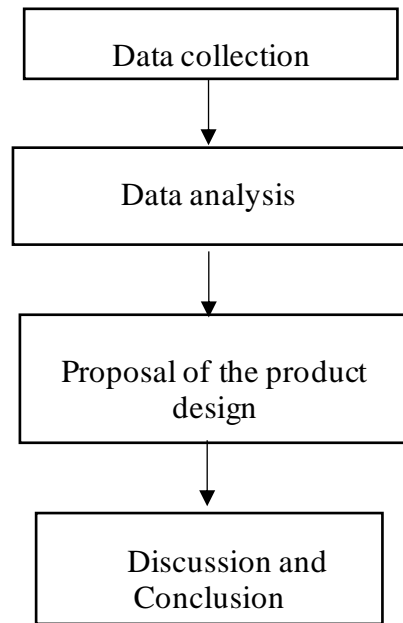 Data collection
Data analysis
Proposal of the product
design
Discussion and
Conclusion